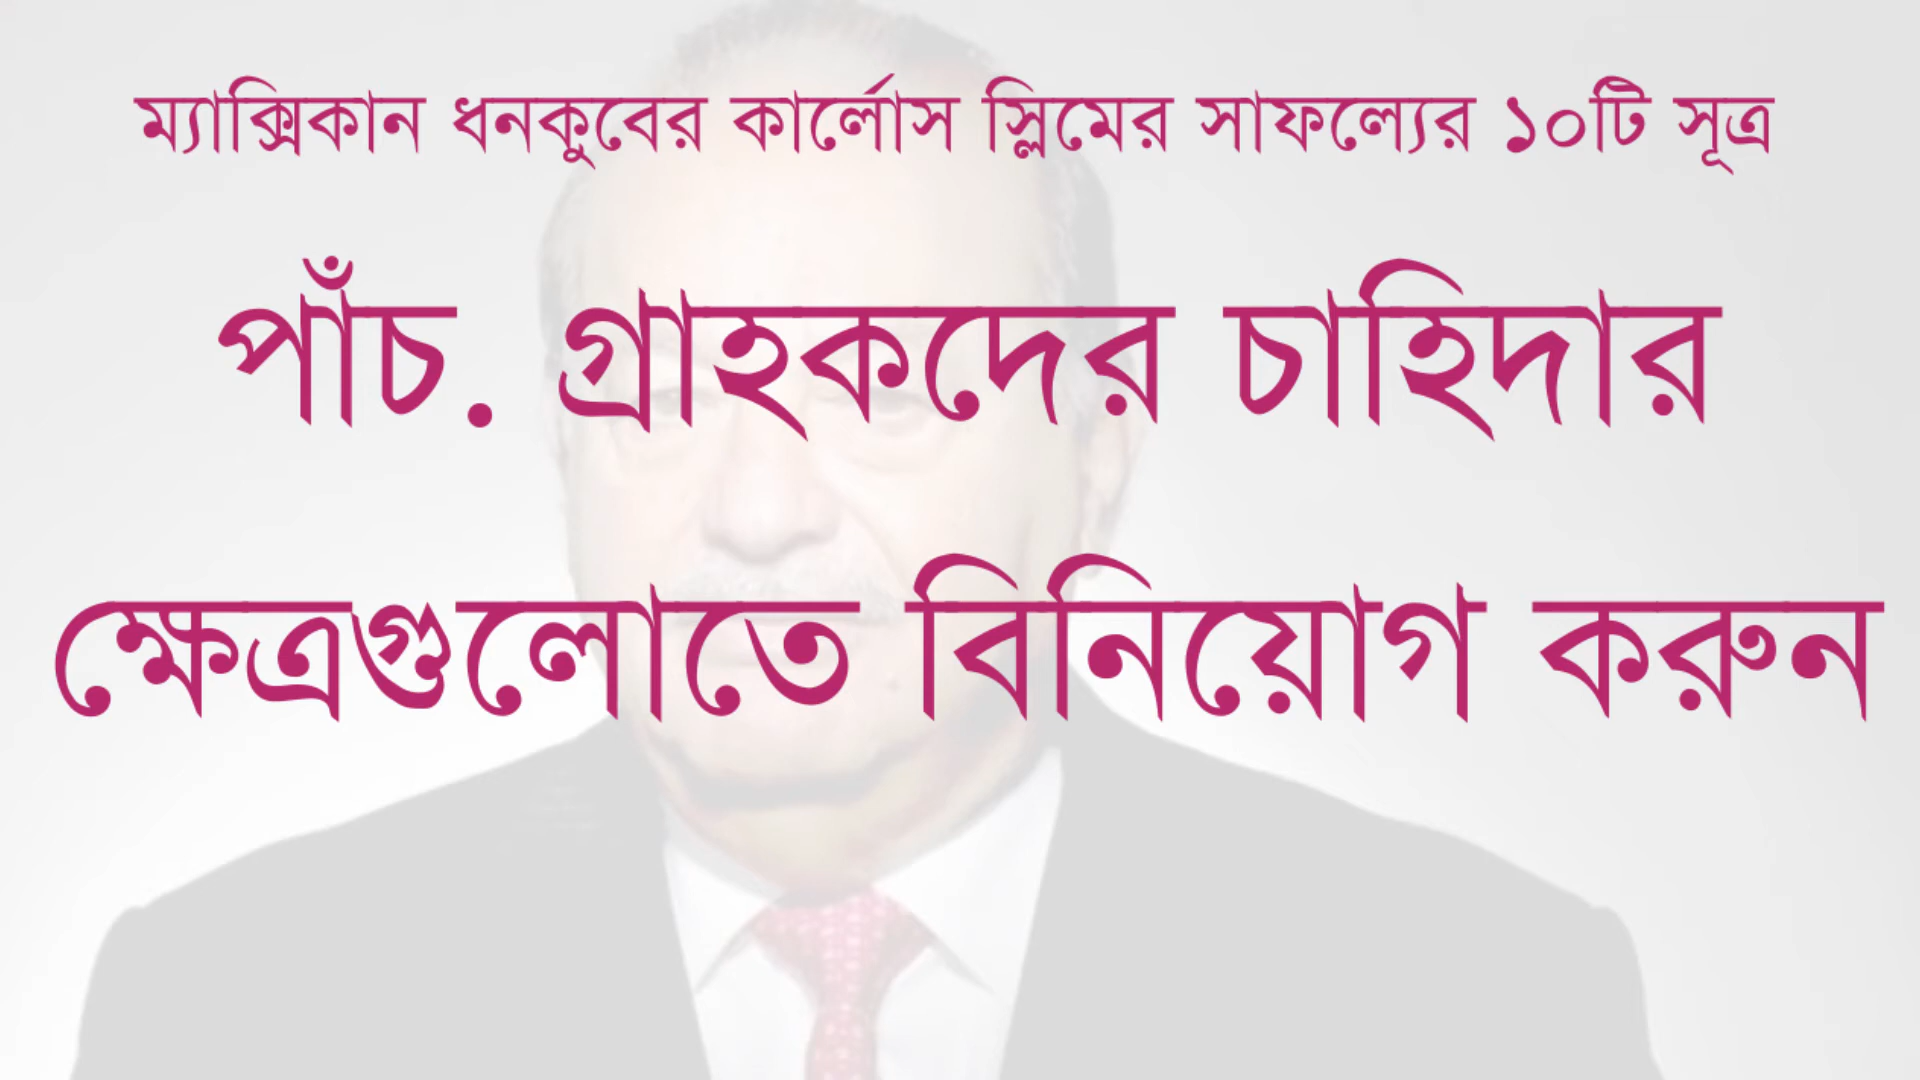 ম্যাক্সিকান ধনকুবের কার্লোস স্লিমের সাফল্যের ১০টি সূত্র
পাঁচ. গ্রাহকদের চাহিদার
ক্ষেত্রগুলোতে বিনিয়োগ করুন